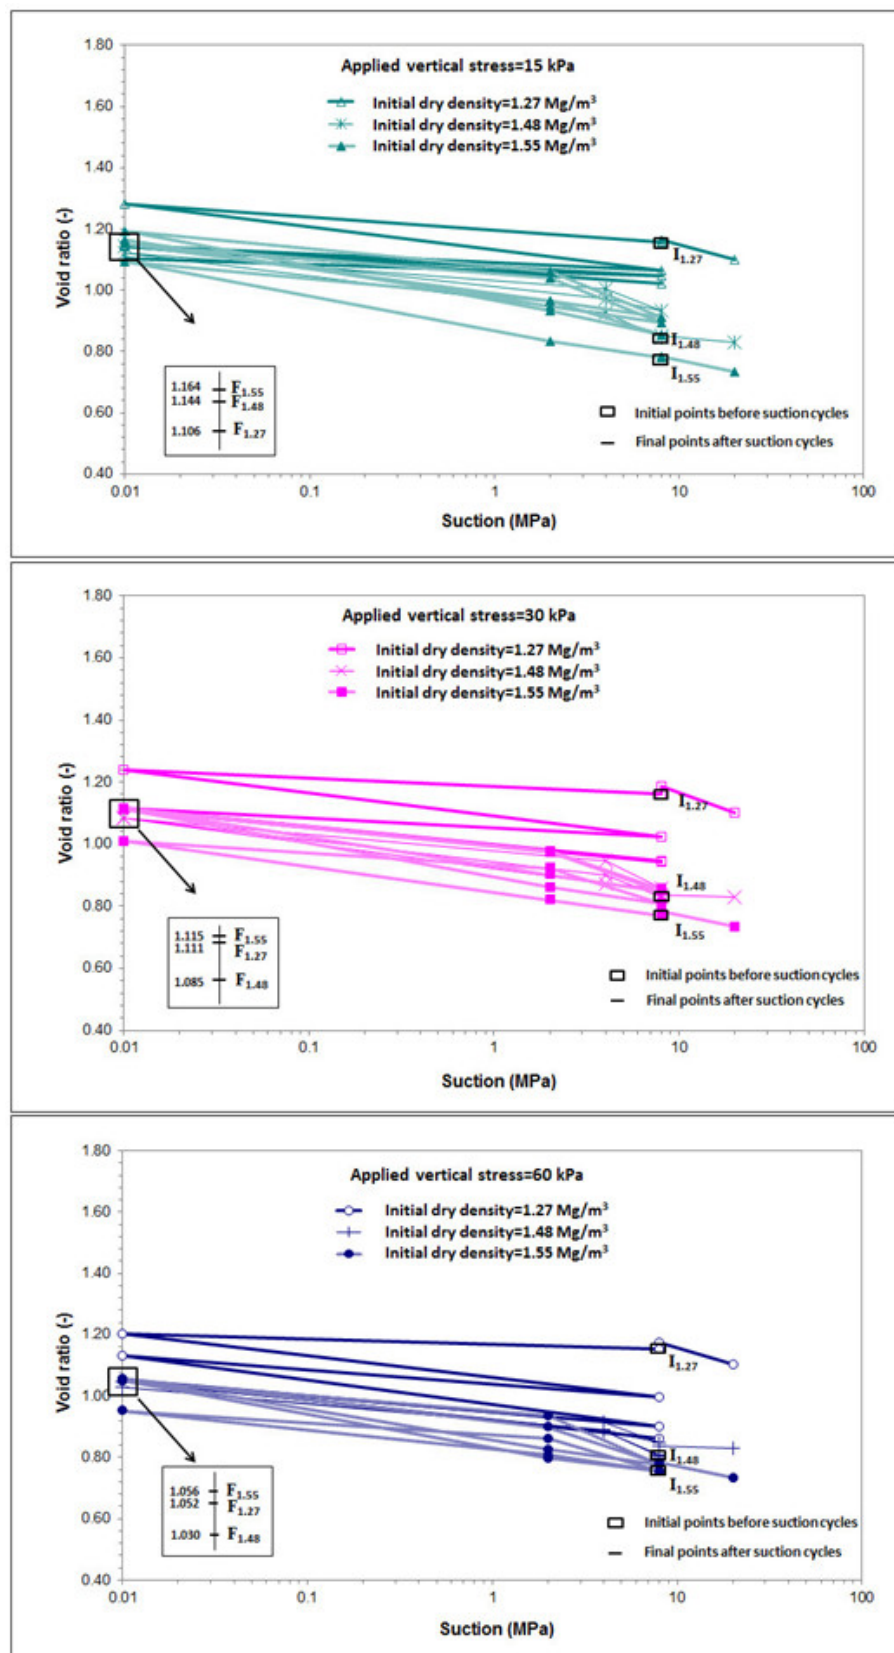 Applied vertical stress=15 kPa
Initial dry density=1.27 Mg/m³
Initial dry density=1.48 Mg/m³
Initial dry density=1.55 Mg/m³
1.80
1.60
1.40
1.20
1.00
0.80
0.60
0.40
Void ratio (-)
I1.27
I1.48
I1.55
1.164 F1.55
1.144 F1.48
1.106 F1.27
Initial points before suction cycles
Final points after suction cycles
0.01 0.1 1 10 100
Suction (MPa)
Applied vertical stress=30 kPa
Initial dry density=1.27 Mg/m³
Initial dry density=1.48 Mg/m³
Initial dry density=1.55 Mg/m³
1.80
1.60
1.40
1.20
1.00
0.80
0.60
0.40
Void ratio (-)
I1.27
I1.48
I1.55
1.115 F1.55
1.111 F1.27
1.085 F1.48
Initial points before suction cycles
Final points after suction cycles
0.01 0.1 1 10 100
Suction (MPa)
Applied vertical stress=60 kPa
Initial dry density=1.27 Mg/m³
Initial dry density=1.48 Mg/m³
Initial dry density=1.55 Mg/m³
1.80
1.60
1.40
1.20
1.00
0.80
0.60
0.40
Void ratio (-)
I1.27
I1.48
I1.55
1.056 F1.55
1.052 F1.27
1.030 F1.48
Initial points before suction cycles
Final points after suction cycles
0.01 0.1 1 10 100
Suction (MPa)